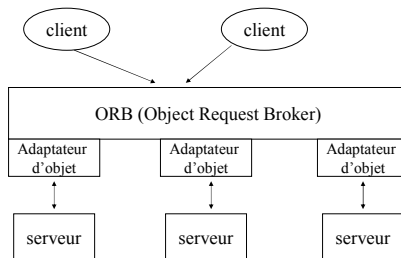 client client
ORB (Object Request Broker)
Adaptateur Adaptateur Adaptateur
d’objet d’objet d’objet
serveur serveur serveur